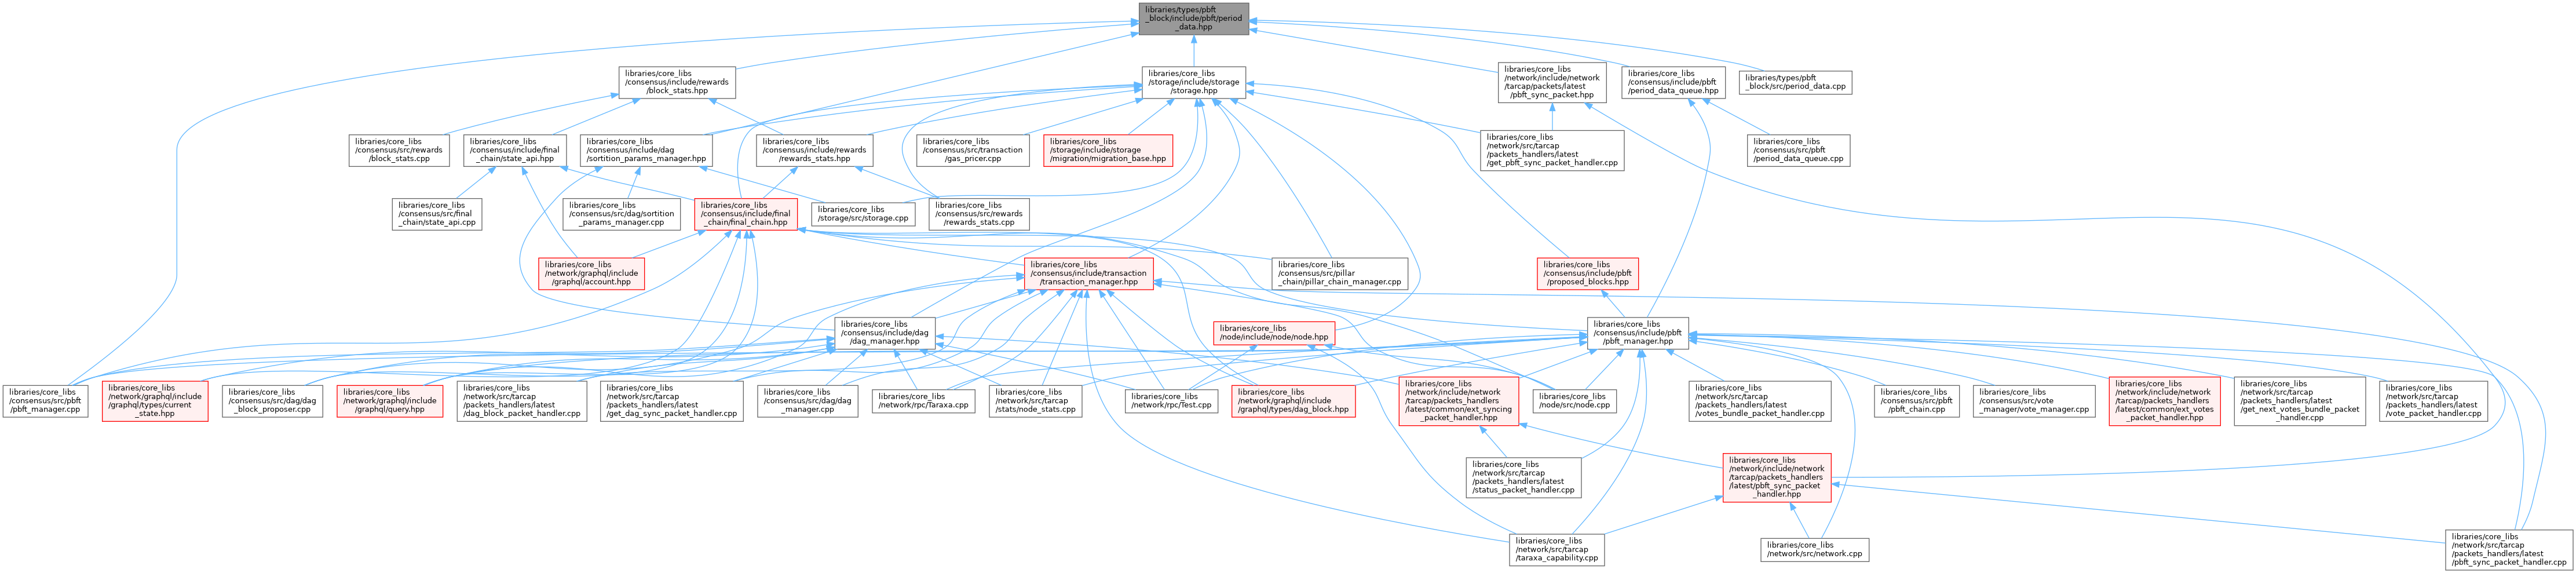 libraries/types/pbft
_block/include/pbft/period
_data.hpp
libraries/core_libs
/consensus/include/rewards
/block_stats.hpp
libraries/core_libs
/storage/include/storage
/storage.hpp
libraries/core_libs
/network/include/network
/tarcap/packets/latest
/pbft_sync_packet.hpp
libraries/core_libs
/consensus/include/pbft
/period_data_queue.hpp
libraries/types/pbft
_block/src/period_data.cpp
libraries/core_libs
/consensus/src/rewards
/block_stats.cpp
libraries/core_libs
/consensus/include/final
_chain/state_api.hpp
libraries/core_libs
/consensus/include/dag
/sortition_params_manager.hpp
libraries/core_libs
/consensus/include/rewards
/rewards_stats.hpp
libraries/core_libs
/consensus/src/transaction
/gas_pricer.cpp
libraries/core_libs
/storage/include/storage
/migration/migration_base.hpp
libraries/core_libs
/network/src/tarcap
/packets_handlers/latest
/get_pbft_sync_packet_handler.cpp
libraries/core_libs
/consensus/src/pbft
/period_data_queue.cpp
libraries/core_libs
/consensus/src/final
_chain/state_api.cpp
libraries/core_libs
/consensus/src/dag/sortition
_params_manager.cpp
libraries/core_libs
/consensus/include/final
_chain/final_chain.hpp
libraries/core_libs
/storage/src/storage.cpp
libraries/core_libs
/consensus/src/rewards
/rewards_stats.cpp
libraries/core_libs
/network/graphql/include
/graphql/account.hpp
libraries/core_libs
/consensus/include/transaction
/transaction_manager.hpp
libraries/core_libs
/consensus/src/pillar
_chain/pillar_chain_manager.cpp
libraries/core_libs
/consensus/include/pbft
/proposed_blocks.hpp
libraries/core_libs
/consensus/include/dag
/dag_manager.hpp
libraries/core_libs
/node/include/node/node.hpp
libraries/core_libs
/consensus/include/pbft
/pbft_manager.hpp
libraries/core_libs
/consensus/src/pbft
/pbft_manager.cpp
libraries/core_libs
/network/graphql/include
/graphql/types/current
_state.hpp
libraries/core_libs
/consensus/src/dag/dag
_block_proposer.cpp
libraries/core_libs
/network/graphql/include
/graphql/query.hpp
libraries/core_libs
/network/src/tarcap
/packets_handlers/latest
/dag_block_packet_handler.cpp
libraries/core_libs
/network/src/tarcap
/packets_handlers/latest
/get_dag_sync_packet_handler.cpp
libraries/core_libs
/consensus/src/dag/dag
_manager.cpp
libraries/core_libs
/network/rpc/Taraxa.cpp
libraries/core_libs
/network/src/tarcap
/stats/node_stats.cpp
libraries/core_libs
/network/rpc/Test.cpp
libraries/core_libs
/network/graphql/include
/graphql/types/dag_block.hpp
libraries/core_libs
/network/include/network
/tarcap/packets_handlers
/latest/common/ext_syncing
_packet_handler.hpp
libraries/core_libs
/node/src/node.cpp
libraries/core_libs
/network/src/tarcap
/packets_handlers/latest
/votes_bundle_packet_handler.cpp
libraries/core_libs
/consensus/src/pbft
/pbft_chain.cpp
libraries/core_libs
/consensus/src/vote
_manager/vote_manager.cpp
libraries/core_libs
/network/include/network
/tarcap/packets_handlers
/latest/common/ext_votes
_packet_handler.hpp
libraries/core_libs
/network/src/tarcap
/packets_handlers/latest
/get_next_votes_bundle_packet
_handler.cpp
libraries/core_libs
/network/src/tarcap
/packets_handlers/latest
/vote_packet_handler.cpp
libraries/core_libs
/network/src/tarcap
/packets_handlers/latest
/status_packet_handler.cpp
libraries/core_libs
/network/include/network
/tarcap/packets_handlers
/latest/pbft_sync_packet
_handler.hpp
libraries/core_libs
/network/src/tarcap
/taraxa_capability.cpp
libraries/core_libs
/network/src/network.cpp
libraries/core_libs
/network/src/tarcap
/packets_handlers/latest
/pbft_sync_packet_handler.cpp